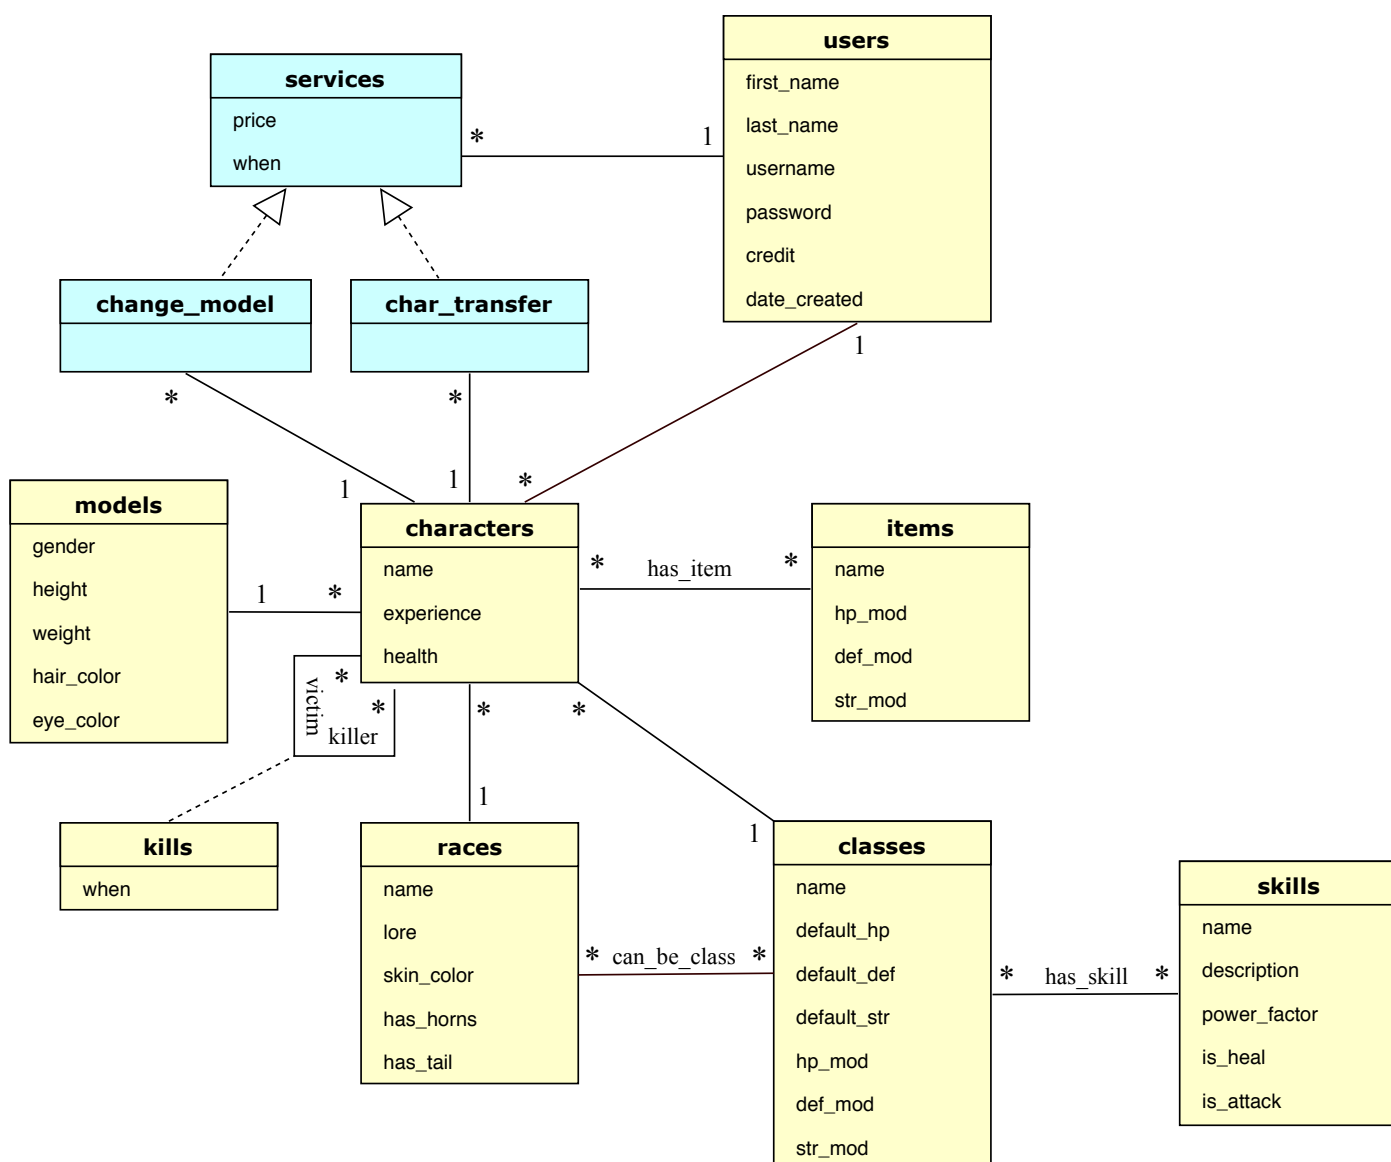 users
first_name
last_name
username
password
credit
date_created
services
price
when
* 1
change_model
char_transfer
1
* *
1 1 *
models
gender
height
weight
hair_color
eye_color
1 *
characters
name
experience
health
* has_item *
items
name
hp_mod
def_mod
str_mod
victim
*
*
killer
* *
1
1
kills
when
races
name
lore
skin_color
has_horns
has_tail
* can_be_class *
classes
name
default_hp
default_def
default_str
hp_mod
def_mod
str_mod
* has_skill *
skills
name
description
power_factor
is_heal
is_attack